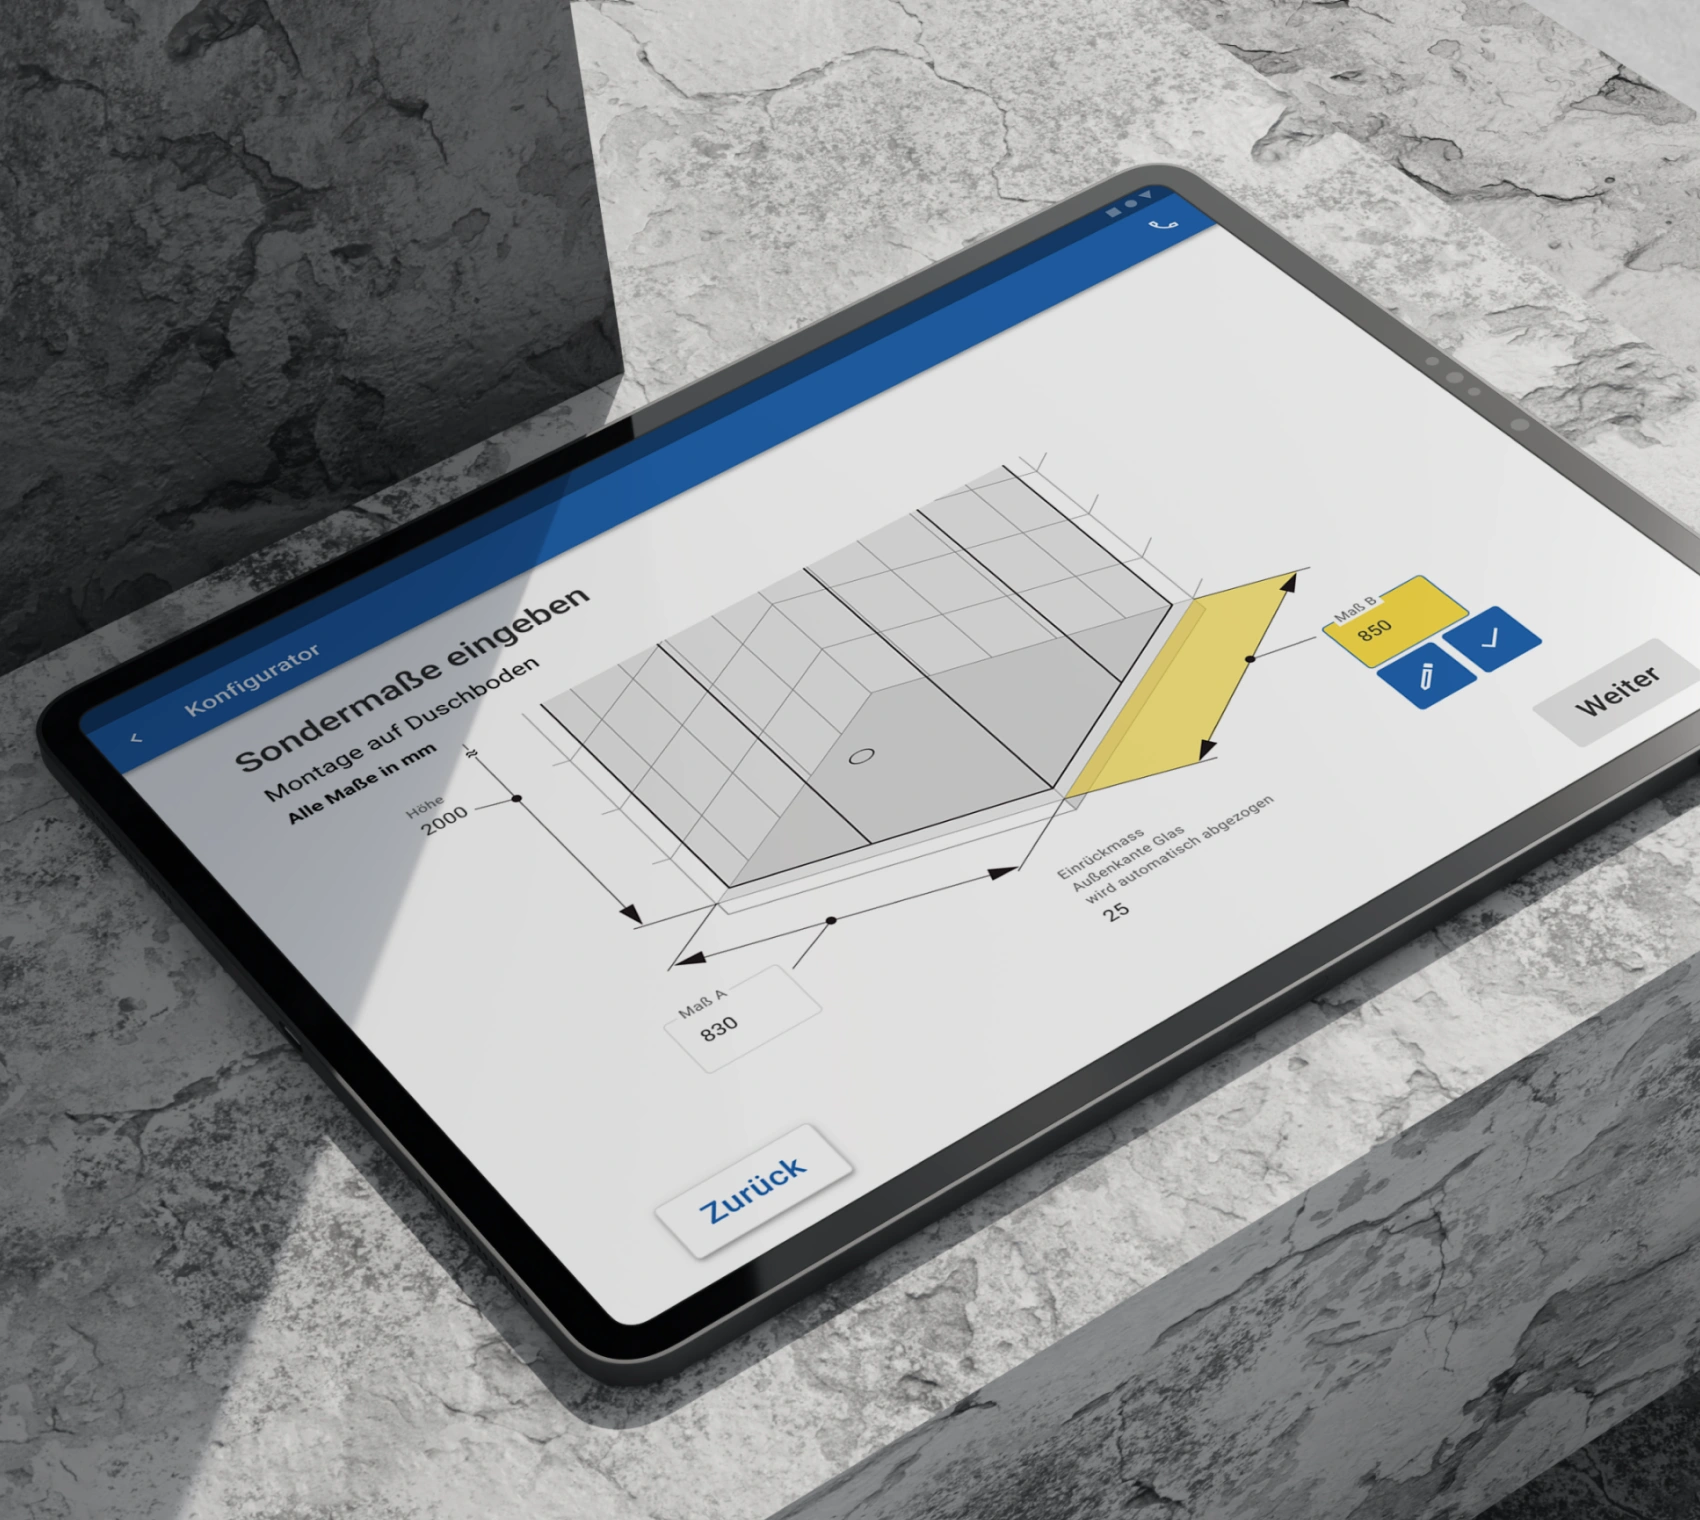 Konfigurator
Sondermaße eingeben
Montage auf Duschboden
Alle Maße in mm
Höhe
2000
Maß B
850
Einrückmass
Außenkante Glas
wird automatisch abgezogen
25
Maß A
830
Weiter
Zurück